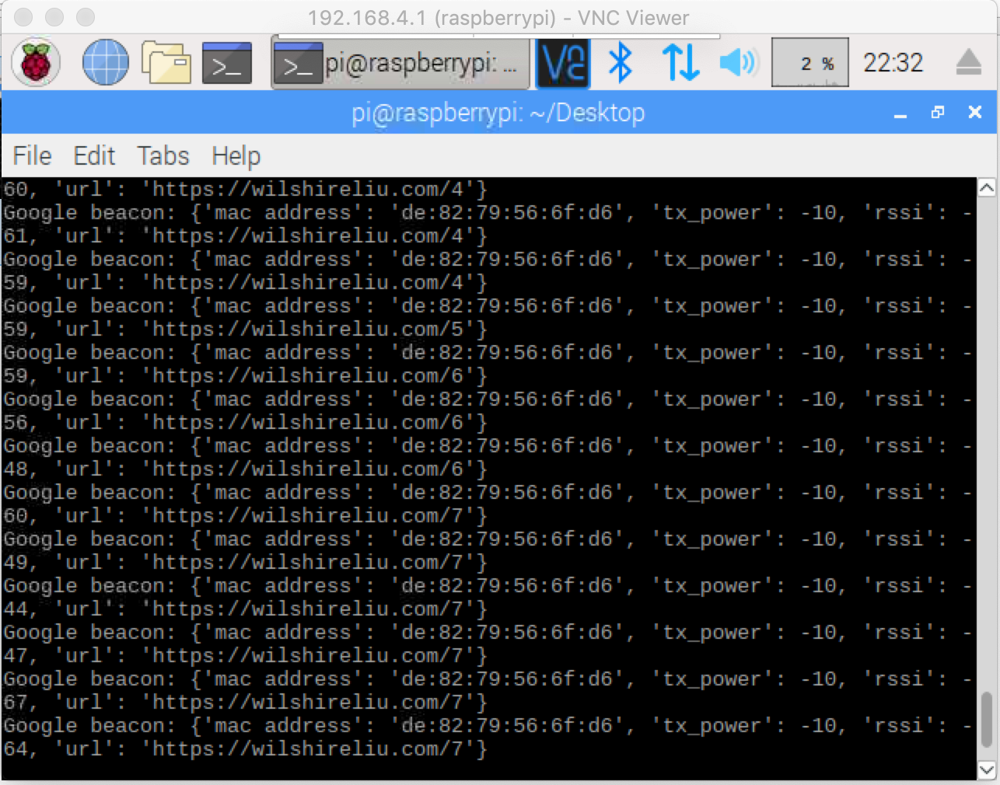 192.168.4.1 (raspberrypi) - VNC Viewer
>_ >_ pi@raspberrypi: ... 2 % 22:32
pi@raspberrypi: ~/Desktop
File Edit Tabs Help
60, 'url': 'https://wilshireliu.com/4'}
Google beacon: {'mac address': 'de:82:79:56:6f:d6', 'tx_power': -10, 'rssi': -
61, 'url': 'https://wilshireliu.com/4'}
Google beacon: {'mac address': 'de:82:79:56:6f:d6', 'tx_power': -10, 'rssi': -
59, 'url': 'https://wilshireliu.com/4'}
Google beacon: {'mac address': 'de:82:79:56:6f:d6', 'tx_power': -10, 'rssi': -
59, 'url': 'https://wilshireliu.com/5'}
Google beacon: {'mac address': 'de:82:79:56:6f:d6', 'tx_power': -10, 'rssi': -
59, 'url': 'https://wilshireliu.com/6'}
Google beacon: {'mac address': 'de:82:79:56:6f:d6', 'tx_power': -10, 'rssi': -
56, 'url': 'https://wilshireliu.com/6'}
Google beacon: {'mac address': 'de:82:79:56:6f:d6', 'tx_power': -10, 'rssi': -
48, 'url': 'https://wilshireliu.com/6'}
Google beacon: {'mac address': 'de:82:79:56:6f:d6', 'tx_power': -10, 'rssi': -
60, 'url': 'https://wilshireliu.com/7'}
Google beacon: {'mac address': 'de:82:79:56:6f:d6', 'tx_power': -10, 'rssi': -
49, 'url': 'https://wilshireliu.com/7'}
Google beacon: {'mac address': 'de:82:79:56:6f:d6', 'tx_power': -10, 'rssi': -
44, 'url': 'https://wilshireliu.com/7'}
Google beacon: {'mac address': 'de:82:79:56:6f:d6', 'tx_power': -10, 'rssi': -
47, 'url': 'https://wilshireliu.com/7'}
Google beacon: {'mac address': 'de:82:79:56:6f:d6', 'tx_power': -10, 'rssi': -
67, 'url': 'https://wilshireliu.com/7'}
Google beacon: {'mac address': 'de:82:79:56:6f:d6', 'tx_power': -10, 'rssi': -
64, 'url': 'https://wilshireliu.com/7'}